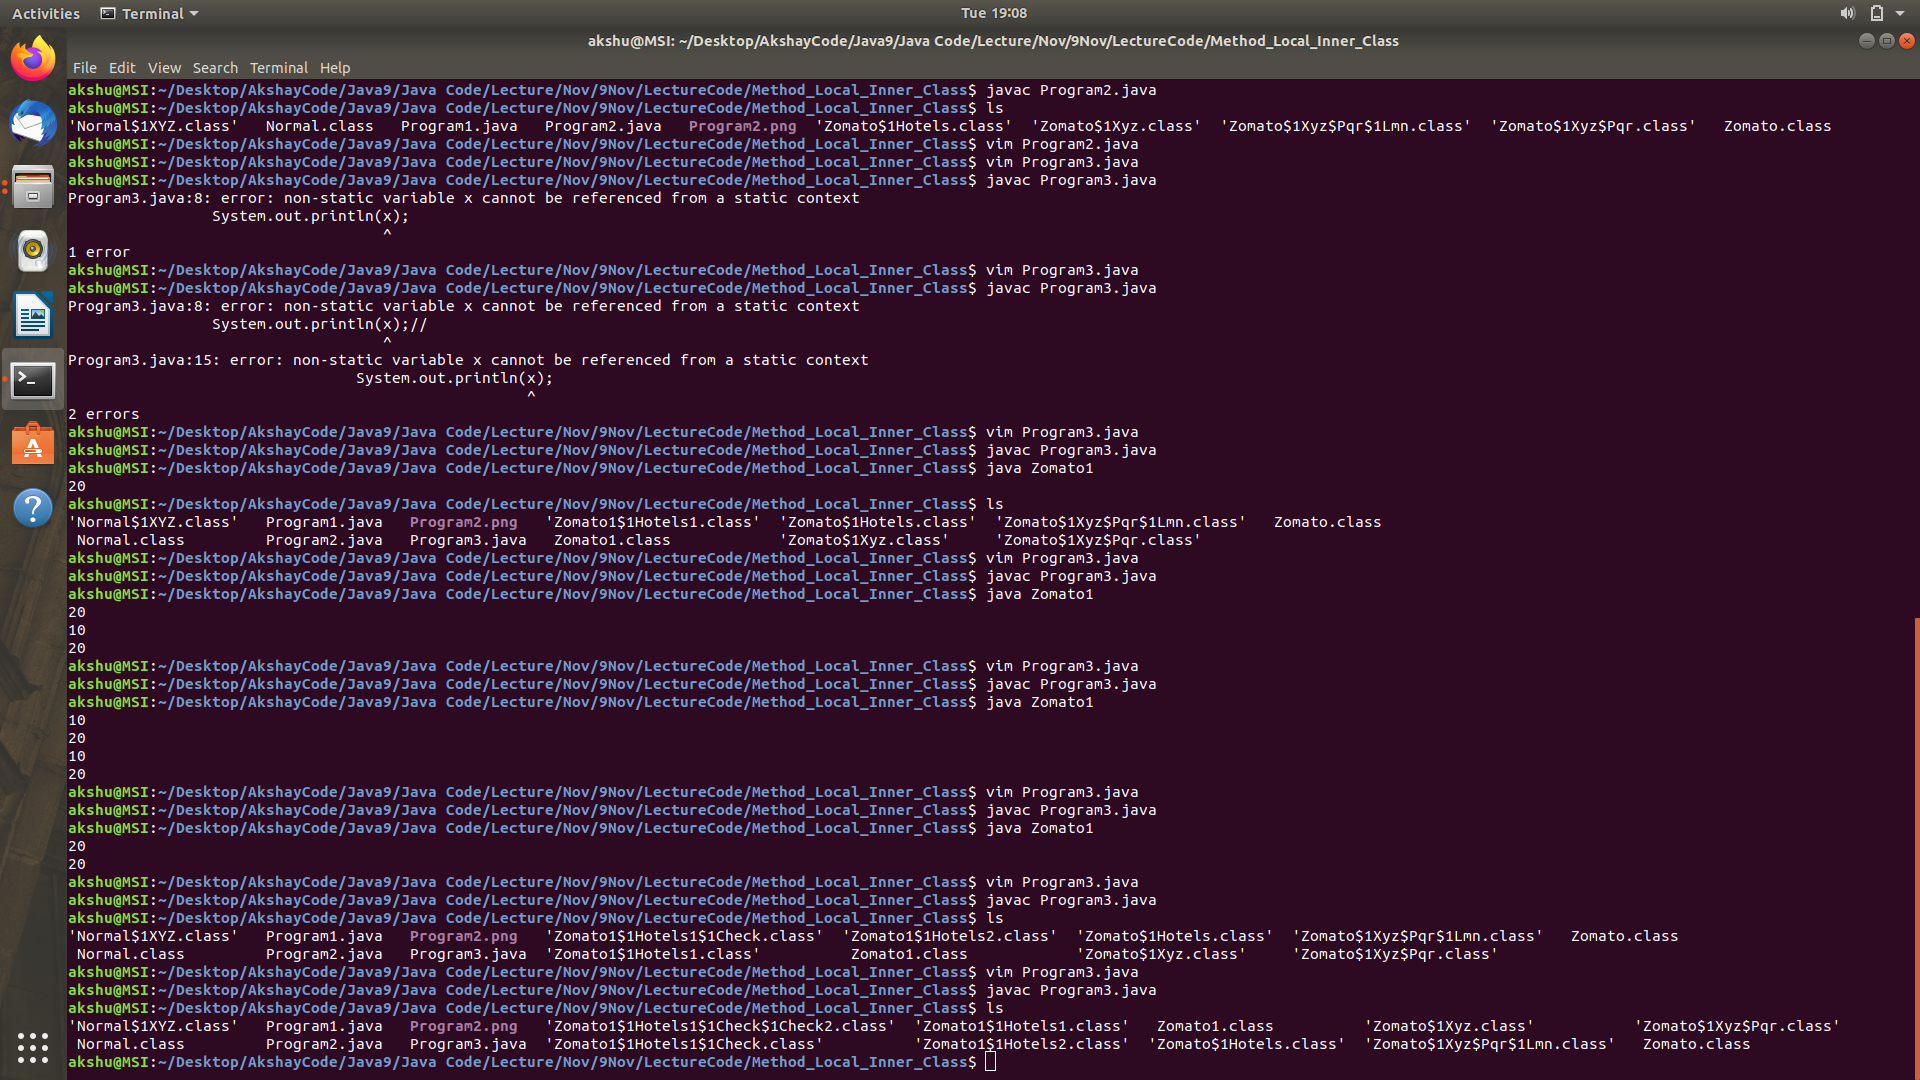 Activities Terminal Tue 19:08
akshu@MSI: ~/Desktop/AkshayCode/Java9/Java Code/Lecture/Nov/9Nov/LectureCode/Method_Local_Inner_Class
File Edit View Search Terminal Help
akshu@MSI:~/Desktop/AkshayCode/Java9/Java Code/Lecture/Nov/9Nov/LectureCode/Method_Local_Inner_Class$ javac Program2.java
akshu@MSI:~/Desktop/AkshayCode/Java9/Java Code/Lecture/Nov/9Nov/LectureCode/Method_Local_Inner_Class$ ls
'Normal$1XYZ.class'   Normal.class   Program1.java   Program2.java   Program2.png  'Zomato$1Hotels.class'  'Zomato$1Xyz.class'  'Zomato$1Xyz$Pqr$1Lmn.class'  'Zomato$1Xyz$Pqr.class'   Zomato.class
akshu@MSI:~/Desktop/AkshayCode/Java9/Java Code/Lecture/Nov/9Nov/LectureCode/Method_Local_Inner_Class$ vim Program2.java
akshu@MSI:~/Desktop/AkshayCode/Java9/Java Code/Lecture/Nov/9Nov/LectureCode/Method_Local_Inner_Class$ vim Program3.java
akshu@MSI:~/Desktop/AkshayCode/Java9/Java Code/Lecture/Nov/9Nov/LectureCode/Method_Local_Inner_Class$ javac Program3.java
Program3.java:8: error: non-static variable x cannot be referenced from a static context
                System.out.println(x);
                                   ^
1 error
akshu@MSI:~/Desktop/AkshayCode/Java9/Java Code/Lecture/Nov/9Nov/LectureCode/Method_Local_Inner_Class$ vim Program3.java
akshu@MSI:~/Desktop/AkshayCode/Java9/Java Code/Lecture/Nov/9Nov/LectureCode/Method_Local_Inner_Class$ javac Program3.java
Program3.java:8: error: non-static variable x cannot be referenced from a static context
                System.out.println(x);//
                                   ^
Program3.java:15: error: non-static variable x cannot be referenced from a static context
                                System.out.println(x);
                                                   ^
2 errors
akshu@MSI:~/Desktop/AkshayCode/Java9/Java Code/Lecture/Nov/9Nov/LectureCode/Method_Local_Inner_Class$ vim Program3.java
akshu@MSI:~/Desktop/AkshayCode/Java9/Java Code/Lecture/Nov/9Nov/LectureCode/Method_Local_Inner_Class$ javac Program3.java
akshu@MSI:~/Desktop/AkshayCode/Java9/Java Code/Lecture/Nov/9Nov/LectureCode/Method_Local_Inner_Class$ java Zomato1
20
akshu@MSI:~/Desktop/AkshayCode/Java9/Java Code/Lecture/Nov/9Nov/LectureCode/Method_Local_Inner_Class$ ls
'Normal$1XYZ.class'   Program1.java   Program2.png   'Zomato1$1Hotels1.class'  'Zomato$1Hotels.class'  'Zomato$1Xyz$Pqr$1Lmn.class'   Zomato.class
 Normal.class         Program2.java   Program3.java   Zomato1.class            'Zomato$1Xyz.class'     'Zomato$1Xyz$Pqr.class'
akshu@MSI:~/Desktop/AkshayCode/Java9/Java Code/Lecture/Nov/9Nov/LectureCode/Method_Local_Inner_Class$ vim Program3.java
akshu@MSI:~/Desktop/AkshayCode/Java9/Java Code/Lecture/Nov/9Nov/LectureCode/Method_Local_Inner_Class$ javac Program3.java
akshu@MSI:~/Desktop/AkshayCode/Java9/Java Code/Lecture/Nov/9Nov/LectureCode/Method_Local_Inner_Class$ java Zomato1
20
10
20
akshu@MSI:~/Desktop/AkshayCode/Java9/Java Code/Lecture/Nov/9Nov/LectureCode/Method_Local_Inner_Class$ vim Program3.java
akshu@MSI:~/Desktop/AkshayCode/Java9/Java Code/Lecture/Nov/9Nov/LectureCode/Method_Local_Inner_Class$ javac Program3.java
akshu@MSI:~/Desktop/AkshayCode/Java9/Java Code/Lecture/Nov/9Nov/LectureCode/Method_Local_Inner_Class$ java Zomato1
10
20
10
20
akshu@MSI:~/Desktop/AkshayCode/Java9/Java Code/Lecture/Nov/9Nov/LectureCode/Method_Local_Inner_Class$ vim Program3.java
akshu@MSI:~/Desktop/AkshayCode/Java9/Java Code/Lecture/Nov/9Nov/LectureCode/Method_Local_Inner_Class$ javac Program3.java
akshu@MSI:~/Desktop/AkshayCode/Java9/Java Code/Lecture/Nov/9Nov/LectureCode/Method_Local_Inner_Class$ java Zomato1
20
20
akshu@MSI:~/Desktop/AkshayCode/Java9/Java Code/Lecture/Nov/9Nov/LectureCode/Method_Local_Inner_Class$ vim Program3.java
akshu@MSI:~/Desktop/AkshayCode/Java9/Java Code/Lecture/Nov/9Nov/LectureCode/Method_Local_Inner_Class$ javac Program3.java
akshu@MSI:~/Desktop/AkshayCode/Java9/Java Code/Lecture/Nov/9Nov/LectureCode/Method_Local_Inner_Class$ ls
'Normal$1XYZ.class'   Program1.java   Program2.png   'Zomato1$1Hotels1$1Check.class'  'Zomato1$1Hotels2.class'  'Zomato$1Hotels.class'  'Zomato$1Xyz$Pqr$1Lmn.class'   Zomato.class
 Normal.class         Program2.java   Program3.java  'Zomato1$1Hotels1.class'          Zomato1.class            'Zomato$1Xyz.class'     'Zomato$1Xyz$Pqr.class'
akshu@MSI:~/Desktop/AkshayCode/Java9/Java Code/Lecture/Nov/9Nov/LectureCode/Method_Local_Inner_Class$ vim Program3.java
akshu@MSI:~/Desktop/AkshayCode/Java9/Java Code/Lecture/Nov/9Nov/LectureCode/Method_Local_Inner_Class$ javac Program3.java
akshu@MSI:~/Desktop/AkshayCode/Java9/Java Code/Lecture/Nov/9Nov/LectureCode/Method_Local_Inner_Class$ ls
'Normal$1XYZ.class'   Program1.java   Program2.png   'Zomato1$1Hotels1$1Check$1Check2.class'  'Zomato1$1Hotels1.class'   Zomato1.class          'Zomato$1Xyz.class'           'Zomato$1Xyz$Pqr.class'
 Normal.class         Program2.java   Program3.java  'Zomato1$1Hotels1$1Check.class'          'Zomato1$1Hotels2.class'  'Zomato$1Hotels.class'  'Zomato$1Xyz$Pqr$1Lmn.class'   Zomato.class
akshu@MSI:~/Desktop/AkshayCode/Java9/Java Code/Lecture/Nov/9Nov/LectureCode/Method_Local_Inner_Class$